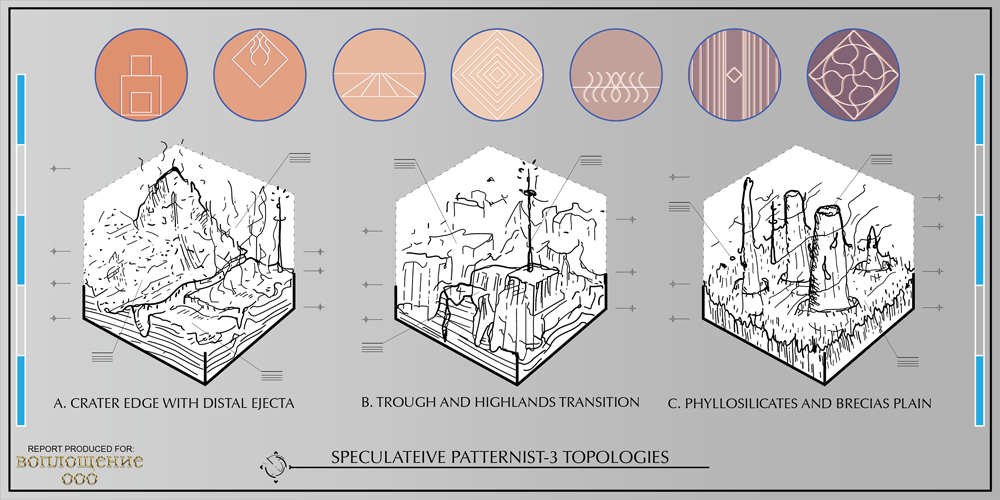 A. CRATER EDGE WITH DISTAL EJECTA
B. TROUGH AND HIGHLANDS TRANSITION
C. PHYLLOSILICATES AND BRECIAS PLAIN
REPORT PRODUCED FOR:
ВОПЛОЩЕНИЕ
ООО
SPECULATEIVE PATTERNIST-3 TOPOLOGIES